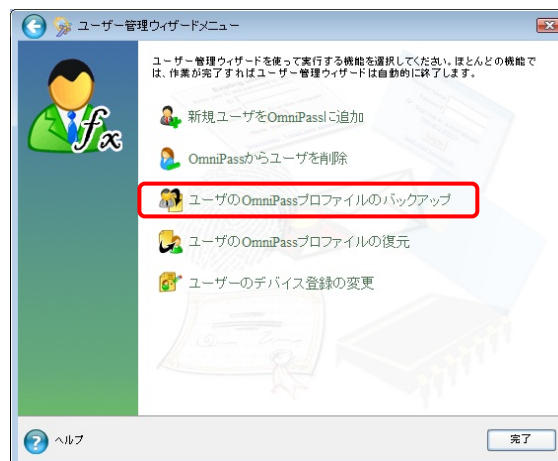 ユーザー管理ウィザードメニュー
ユーザー管理ウィザードを使って実行する機能を選択してください。ほとんどの機能で
は、作業が完了すればユーザー管理ウィザードは自動的に終了します。
新規ユーザをOmniPassに追加
OmniPassからユーザを削除
ユーザのOmniPassプロファイルのバックアップ
ユーザのOmniPassプロファイルの復元
ユーザーのデバイス登録の変更
fx
ヘルプ
完了